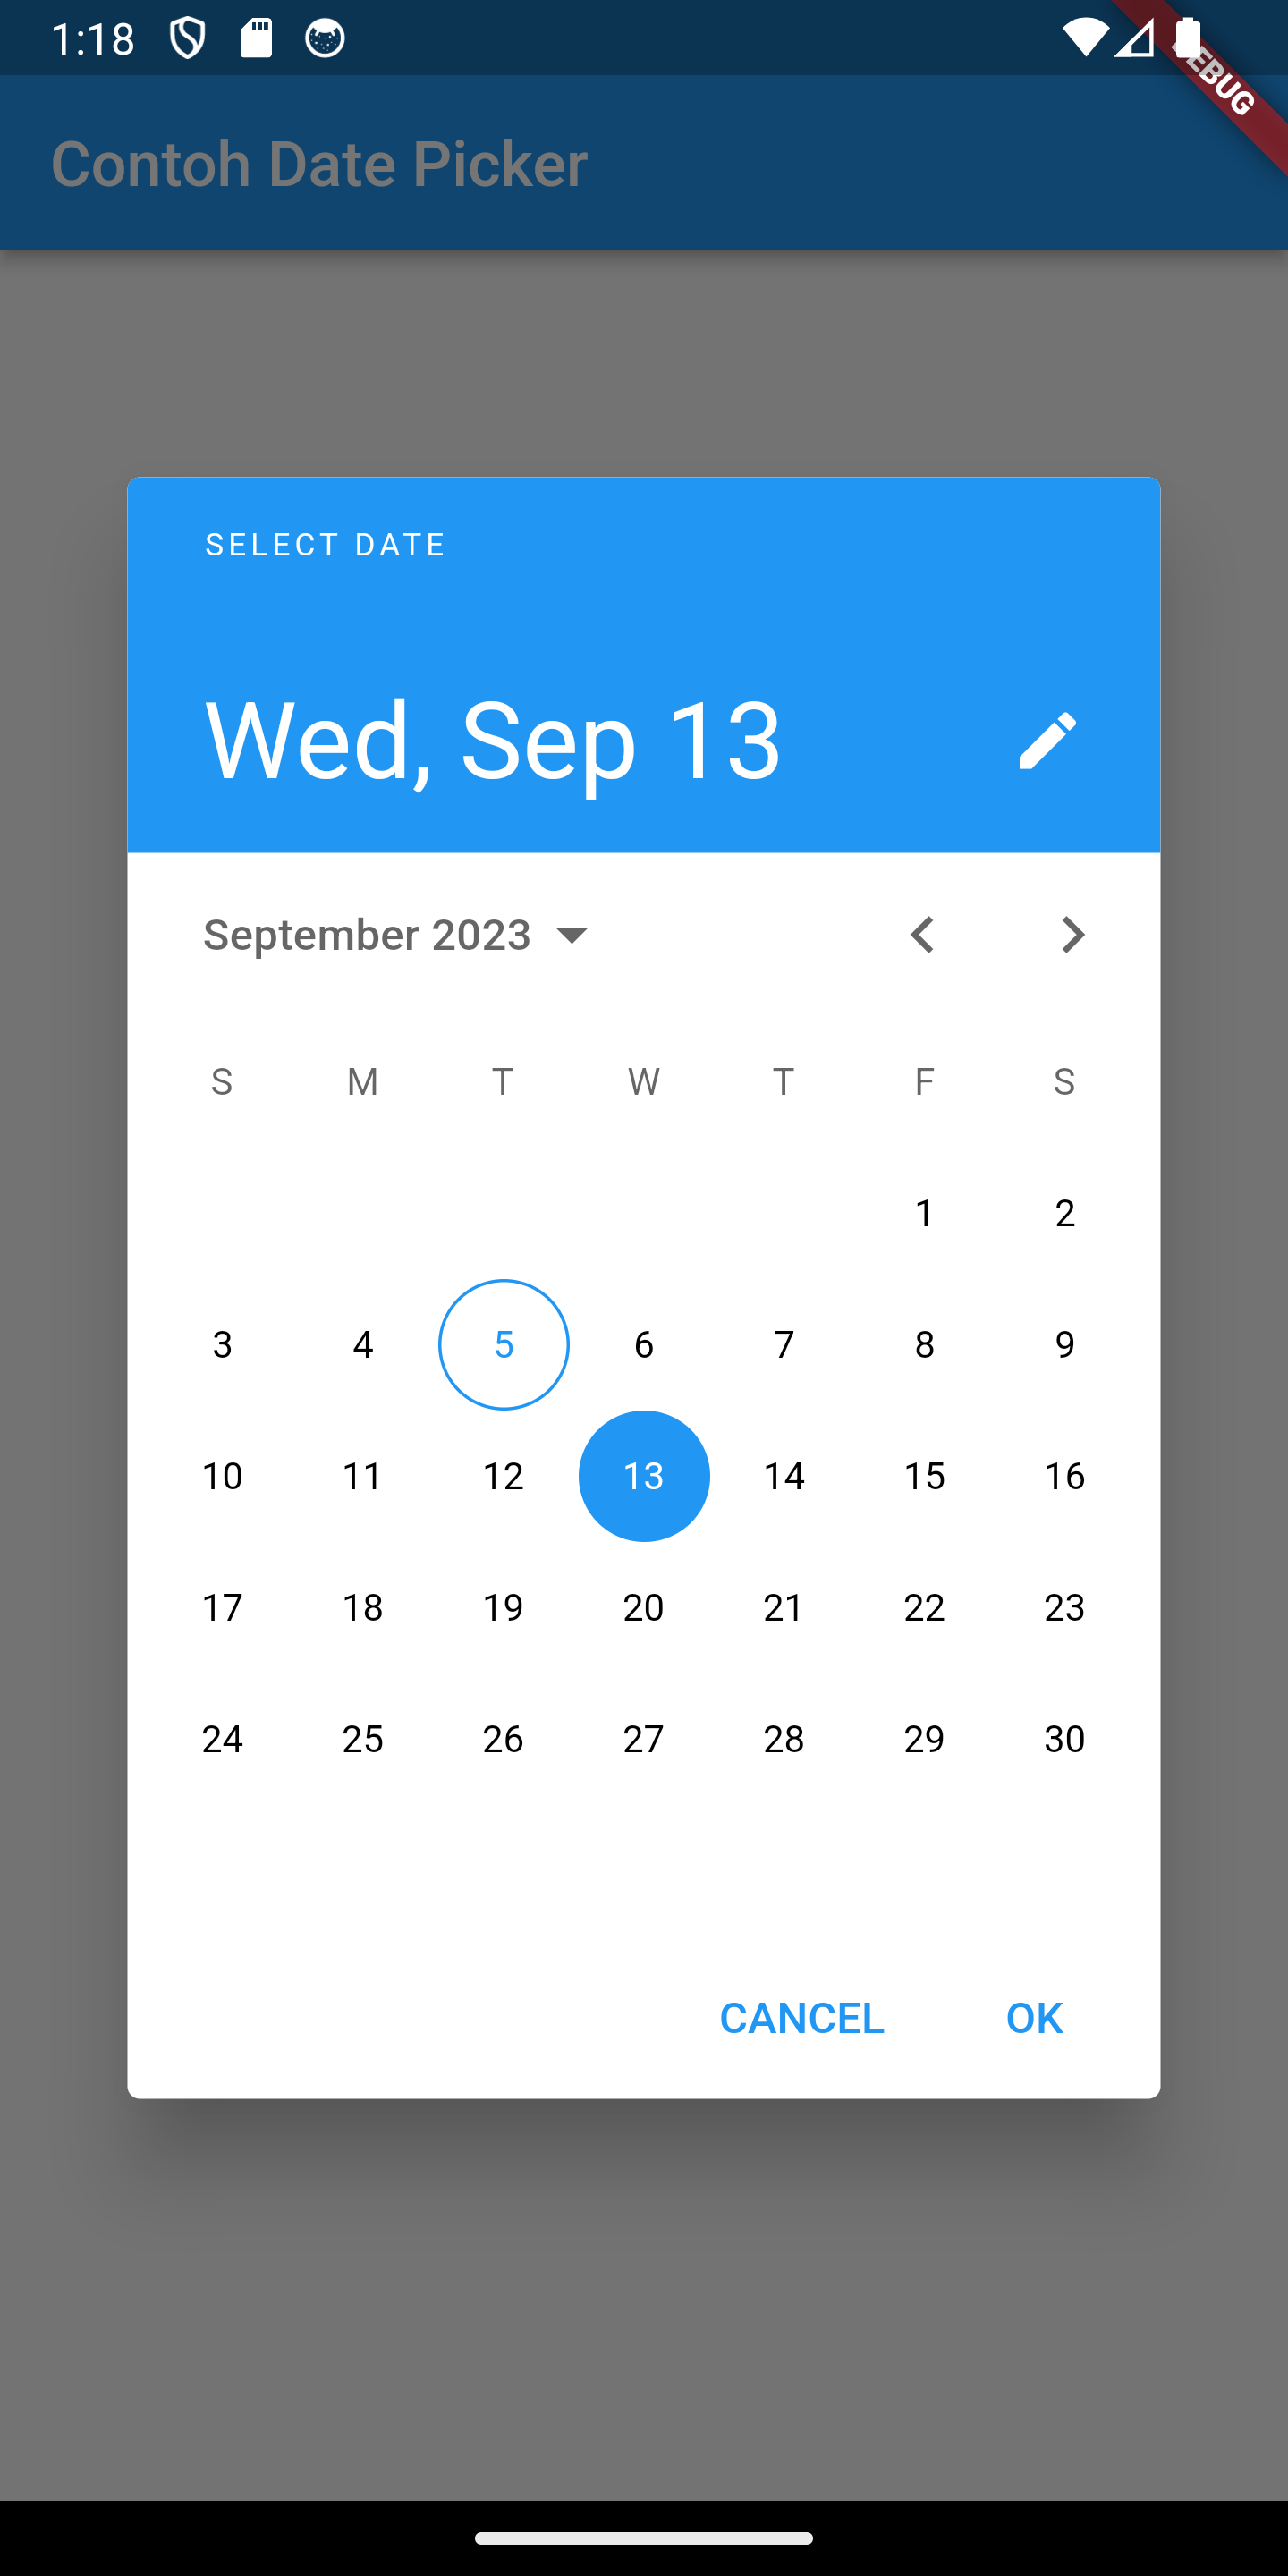 1:18
DEBUG
Contoh Date Picker
SELECT DATE
Wed, Sep 13
September 2023
S M T W T F S
1 2
3 4 5 6 7 8 9
10 11 12 13 14 15 16
17 18 19 20 21 22 23
24 25 26 27 28 29 30
CANCEL OK